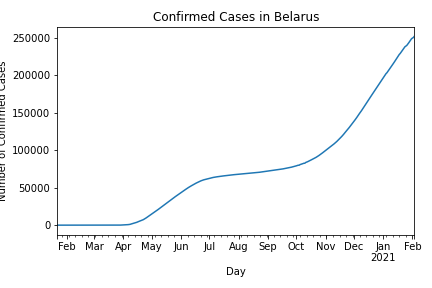 Confirmed Cases in Belarus
Number of Confirmed Cases
250000
200000
150000
100000
50000
0
Feb Mar Apr May Jun Jul Aug Sep Oct Nov Dec Jan Feb
2021
Day